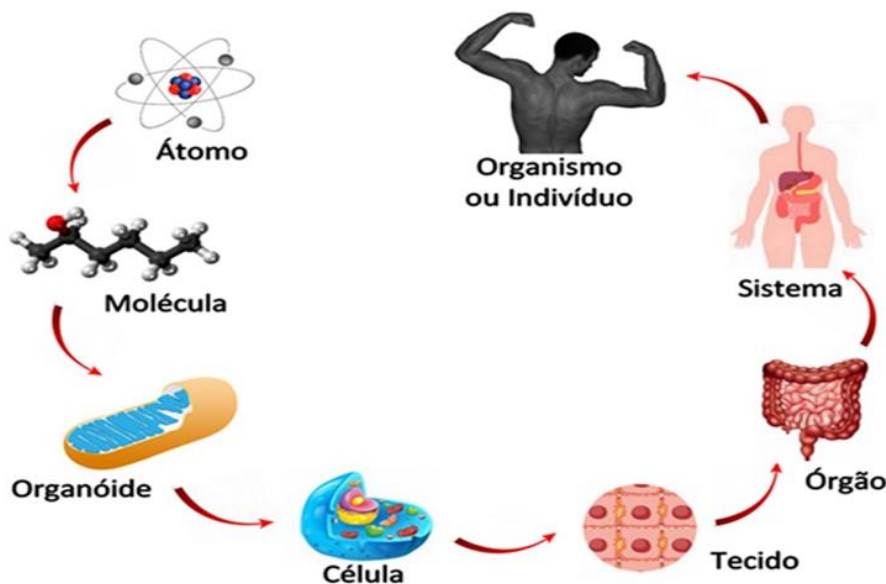 Átomo
Molécula
Organóide
Célula
Tecido
Órgão
Sistema
Organismo
ou Indivíduo